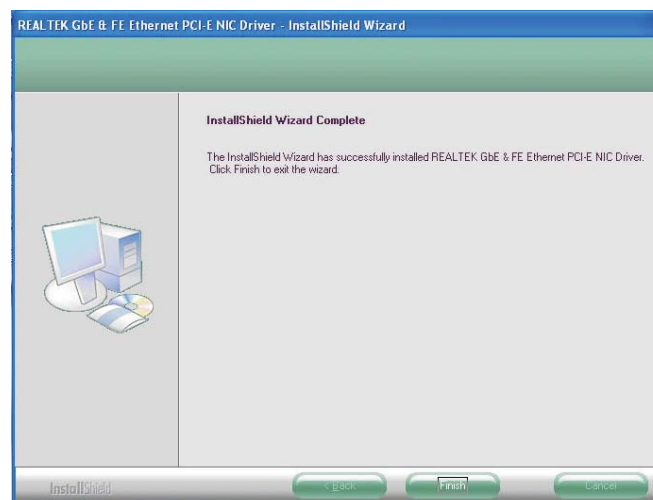 REALTEK GbE & FE Ethernet PCI-E NIC Driver - InstallShield Wizard
InstallShield Wizard Complete
The InstallShield Wizard has successfully installed REALTEK GbE & FE Ethernet PCI-E NIC Driver.
Click Finish to exit the wizard.
InstallShield
< Back
Finish
Cancel